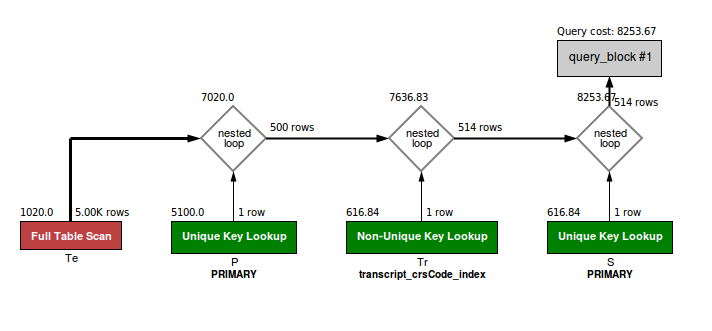 Query cost: 8253.67
query_block #1
7020.0
7636.83
8253.67
514 rows
nested
loop
500 rows
nested
loop
514 rows
nested
loop
1020.0
5.00K rows
5100.0
1 row
616.84
1 row
616.84
1 row
Full Table Scan
Unique Key Lookup
Non-Unique Key Lookup
Unique Key Lookup
Te
P
Tr
S
PRIMARY
transcript_crsCode_index
PRIMARY